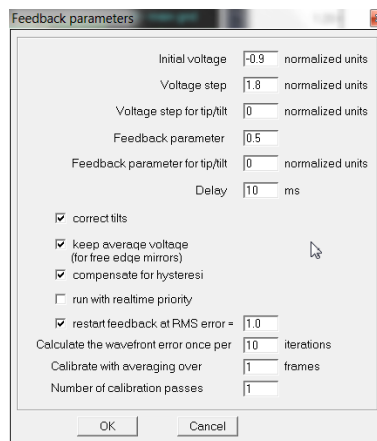 Feedback parameters
Initial voltage -0.9 normalized units
Voltage step 1.8 normalized units
Voltage step for tip/tilt 0 normalized units
Feedback parameter 0.5
Feedback parameter for tip/tilt 0 normalized units
Delay 10 ms
correct tilts
keep average voltage
(for free edge mirrors)
compensate for hysteresi
run with realtime priority
restart feedback at RMS error = 1.0
Calculate the wavefront error once per 10 iterations
Calibrate with averaging over 1 frames
Number of calibration passes 1
OK Cancel